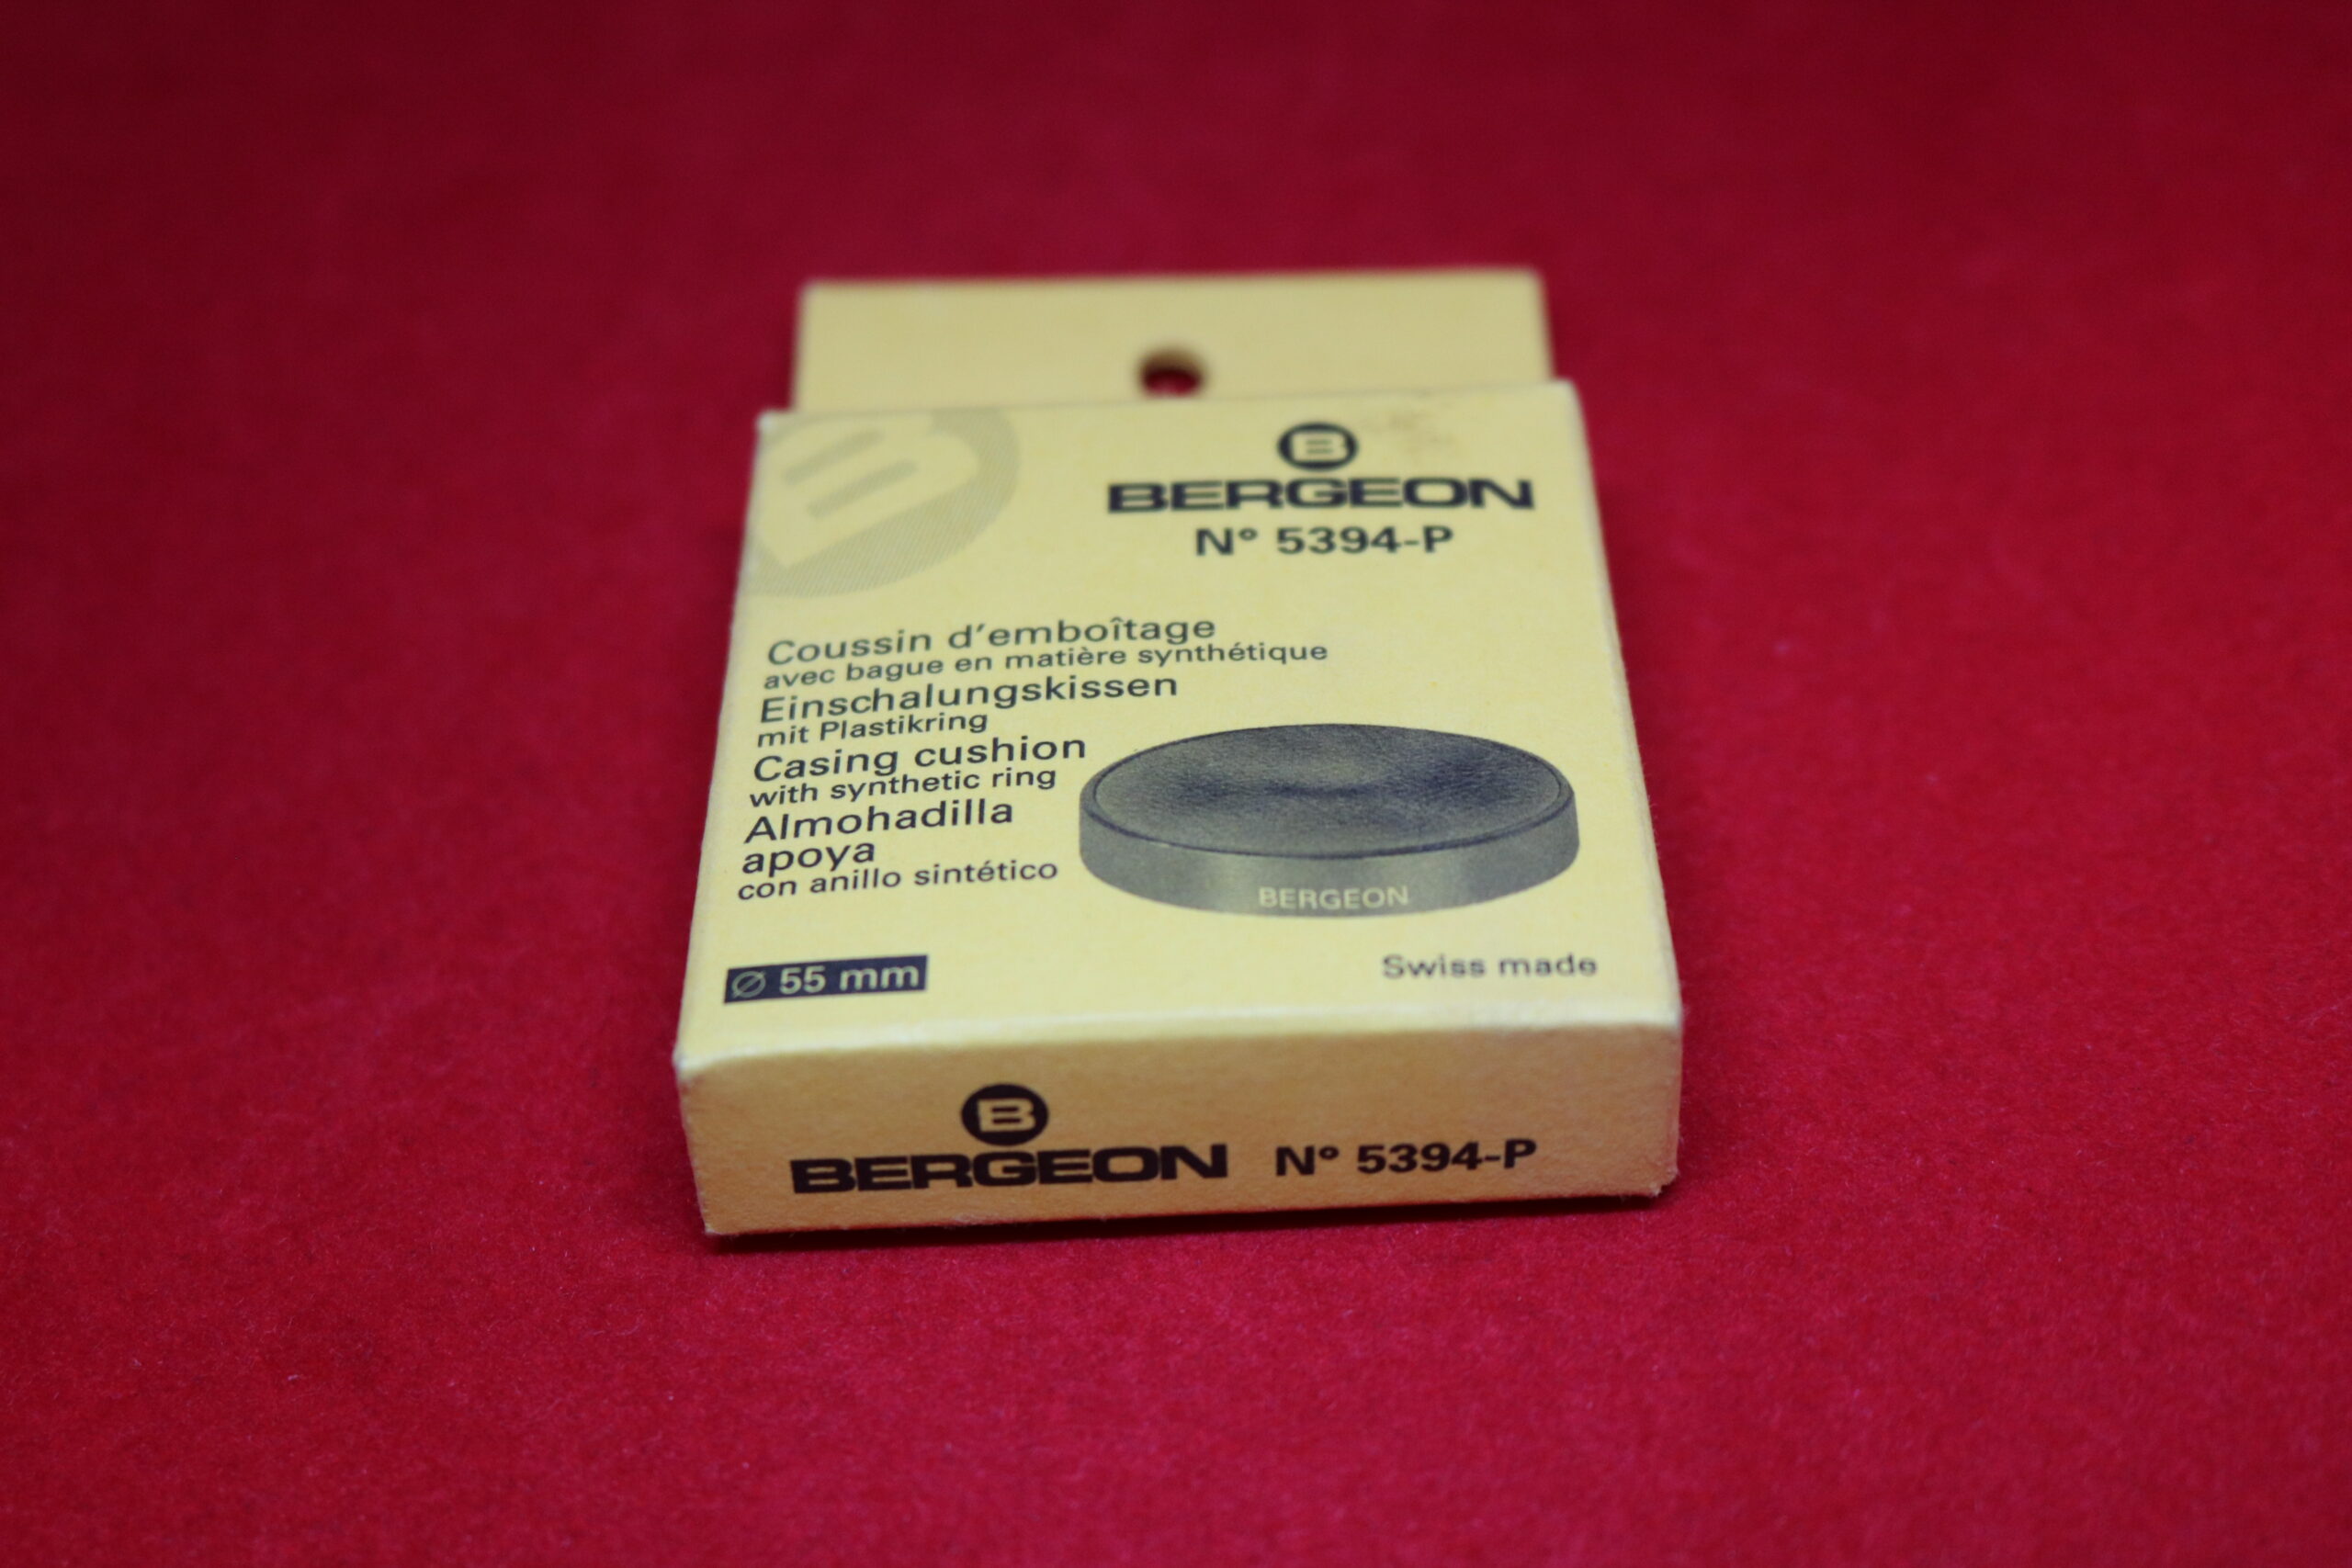 B
B
BERGEON
N° 5394-P
Coussin d'emboîtage
avec bague en matière synthétique
Einschalungskissen
mit Plastikring
Casing cushion
with synthetic ring
Almohadilla
apoya
con anillo sintético
BERGEON
Ø 55 mm
Swiss made
B
BERGEON N° 5394-P